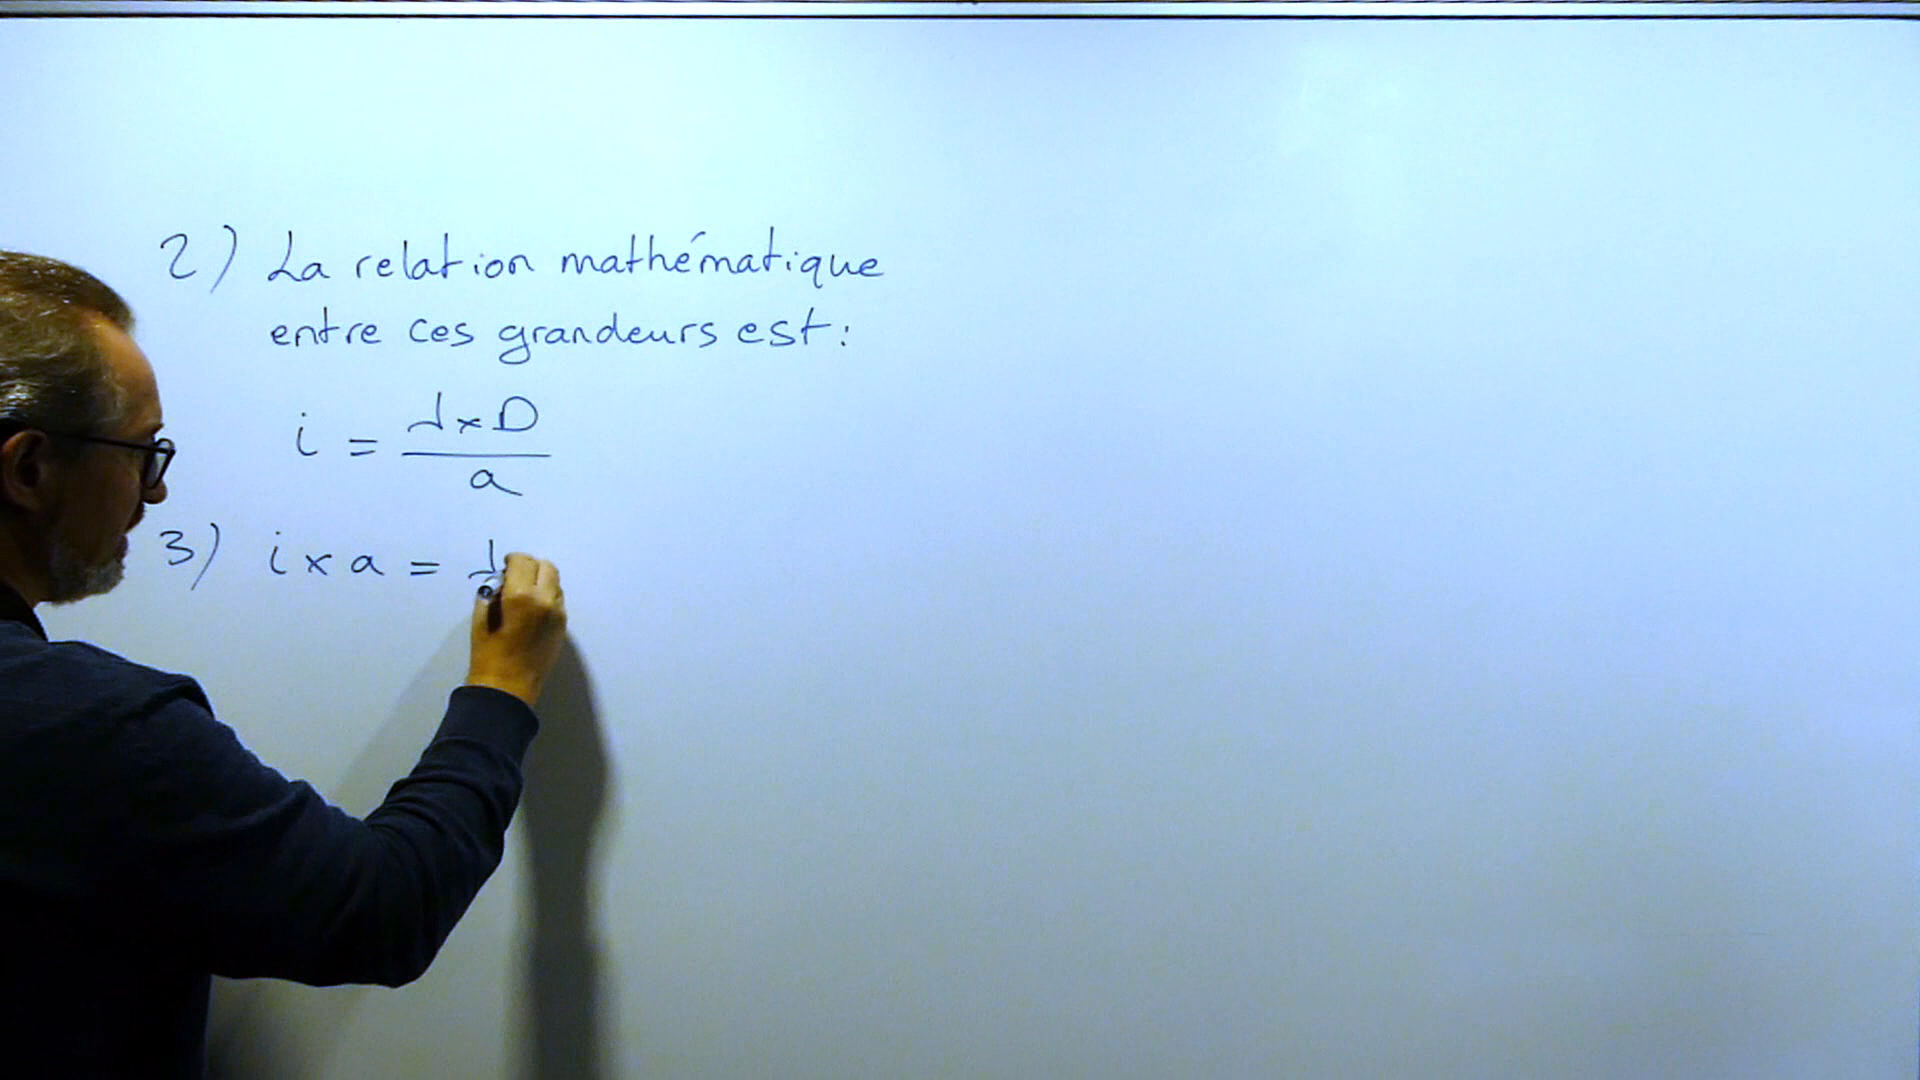 2) La relation mathématique
entre ces grandeurs est :
i = λ × D / a
3) i × a = λ